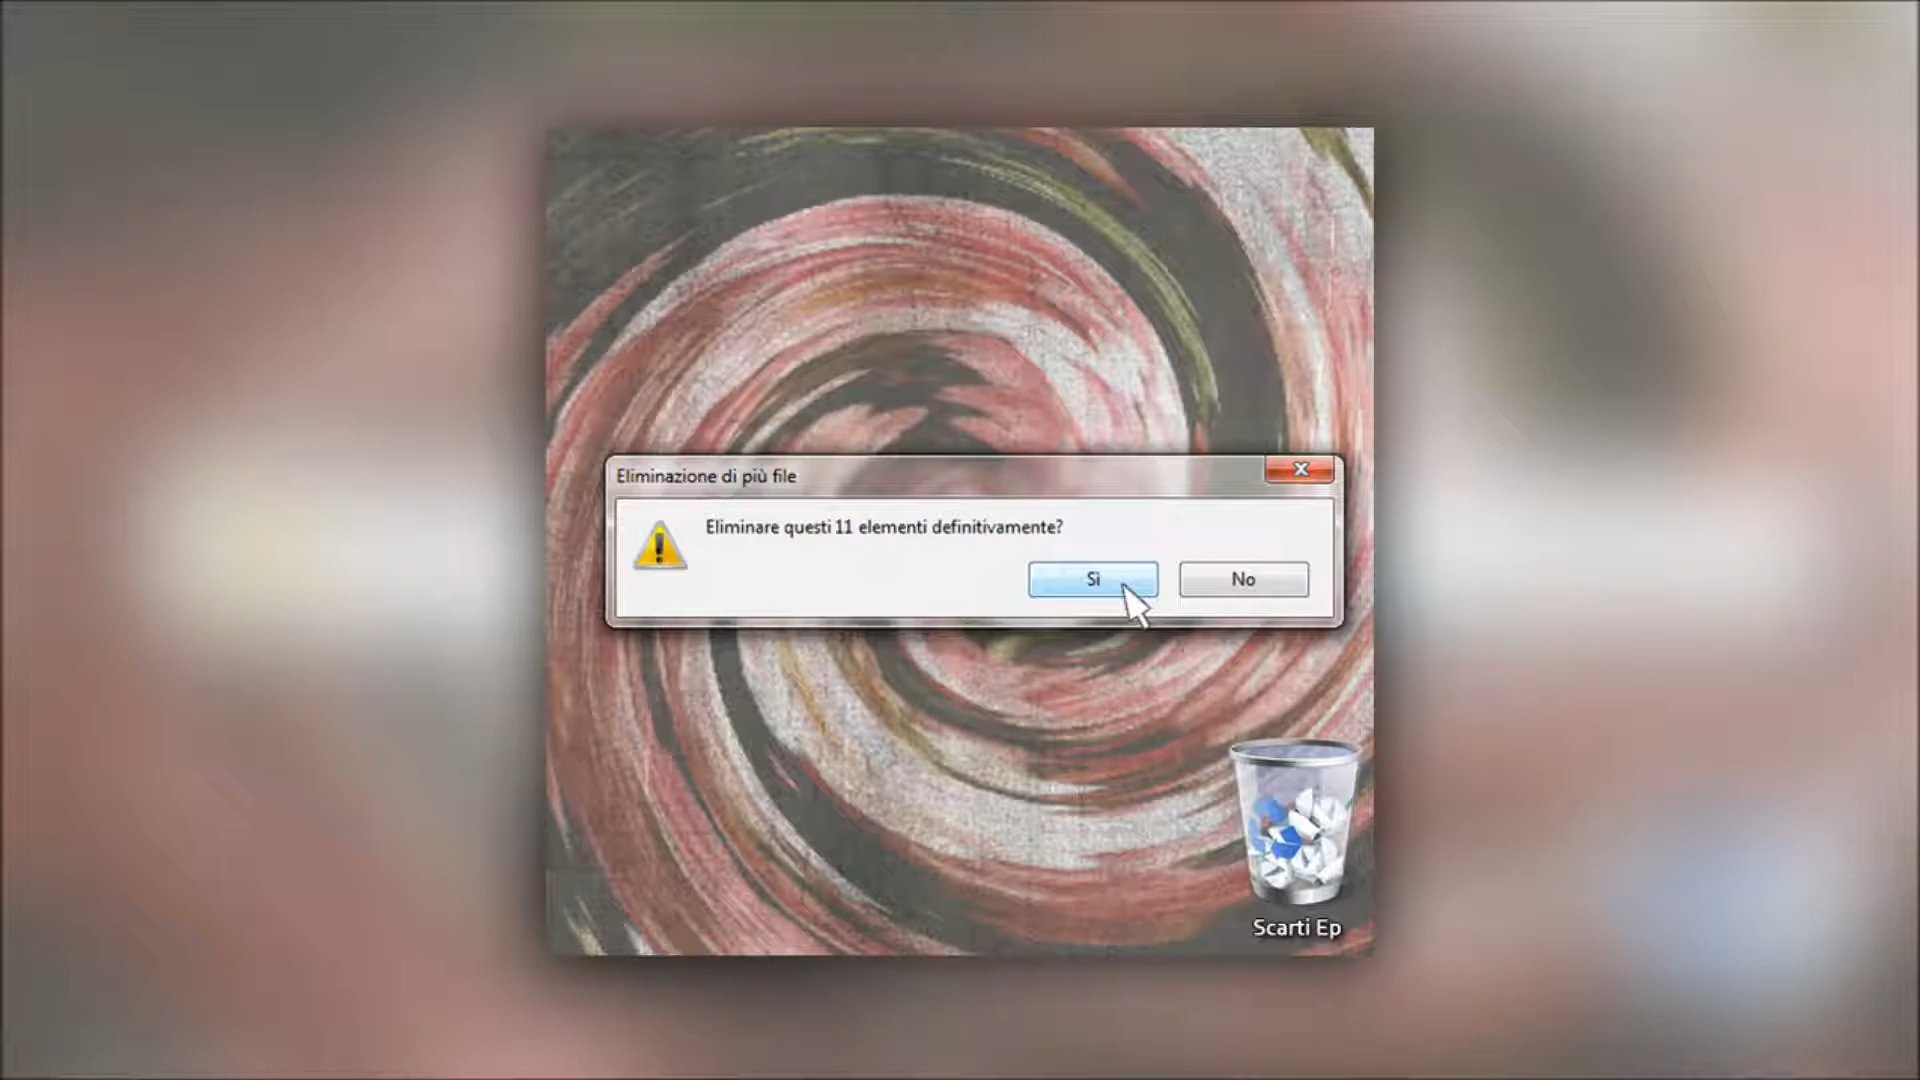 Eliminazione di più file
Eliminare questi 11 elementi definitivamente?
Sì
No
Scarti Ep